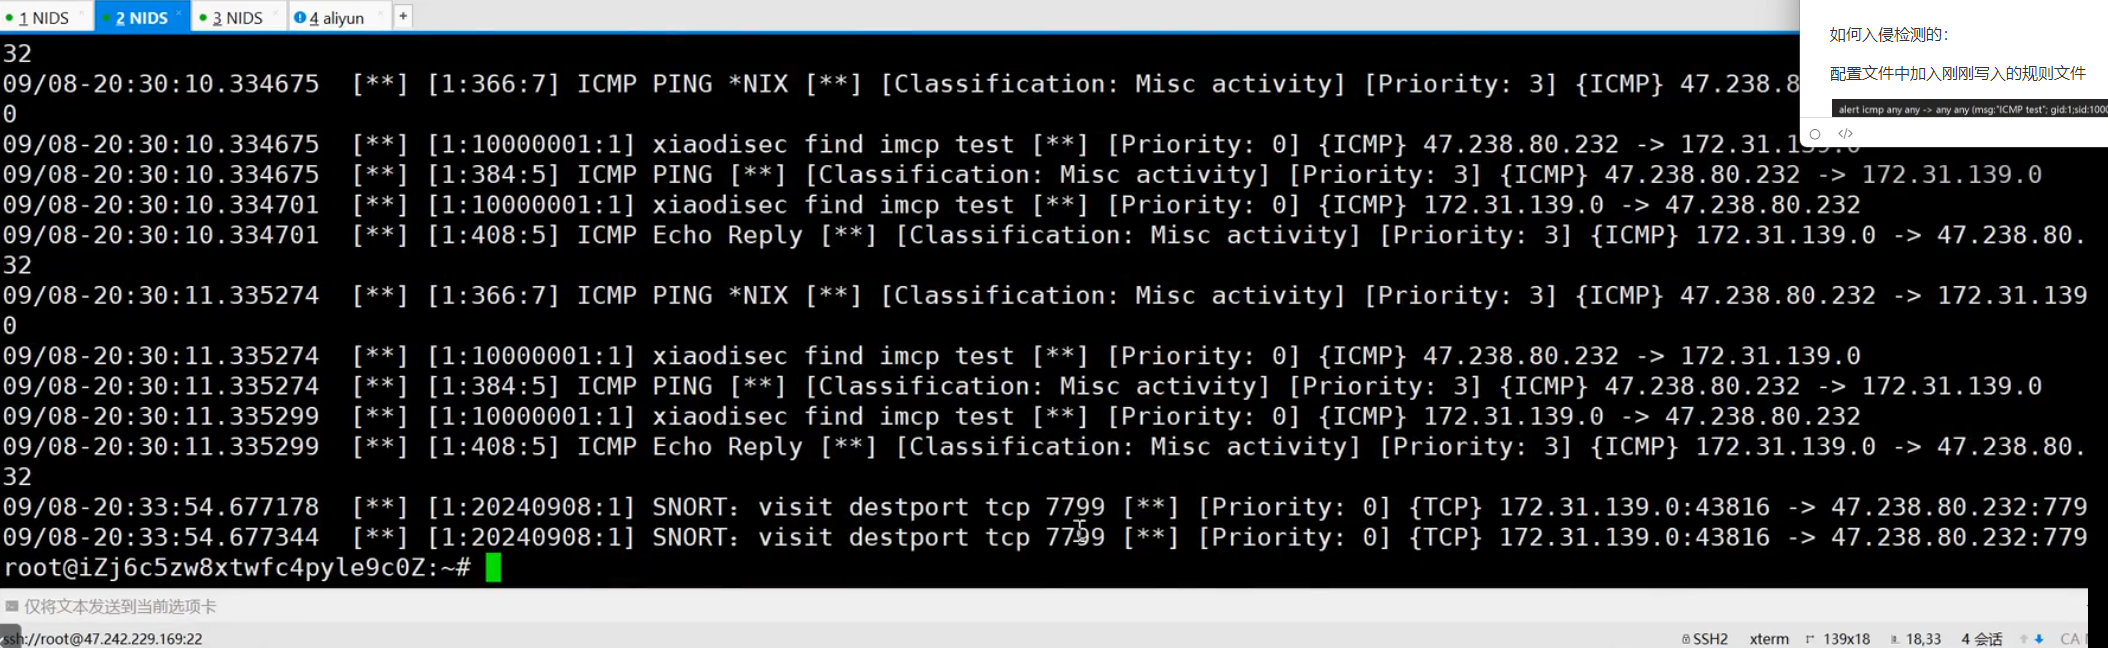 1 NIDS
2 NIDS
3 NIDS
4 aliyun
+
如何入侵检测的:
配置文件中加入刚刚写入的规则文件
alert icmp any any -> any any (msg:"ICMP test"; gid:1;sid:1000
</>
32
09/08-20:30:10.334675  [**] [1:366:7] ICMP PING *NIX [**] [Classification: Misc activity] [Priority: 3] {ICMP} 47.238.8
0
09/08-20:30:10.334675  [**] [1:10000001:1] xiaodisec find imcp test [**] [Priority: 0] {ICMP} 47.238.80.232 -> 172.31.139.0
09/08-20:30:10.334675  [**] [1:384:5] ICMP PING [**] [Classification: Misc activity] [Priority: 3] {ICMP} 47.238.80.232 -> 172.31.139.0
09/08-20:30:10.334701  [**] [1:10000001:1] xiaodisec find imcp test [**] [Priority: 0] {ICMP} 172.31.139.0 -> 47.238.80.232
09/08-20:30:10.334701  [**] [1:408:5] ICMP Echo Reply [**] [Classification: Misc activity] [Priority: 3] {ICMP} 172.31.139.0 -> 47.238.80.
32
09/08-20:30:11.335274  [**] [1:366:7] ICMP PING *NIX [**] [Classification: Misc activity] [Priority: 3] {ICMP} 47.238.80.232 -> 172.31.139
0
09/08-20:30:11.335274  [**] [1:10000001:1] xiaodisec find imcp test [**] [Priority: 0] {ICMP} 47.238.80.232 -> 172.31.139.0
09/08-20:30:11.335274  [**] [1:384:5] ICMP PING [**] [Classification: Misc activity] [Priority: 3] {ICMP} 47.238.80.232 -> 172.31.139.0
09/08-20:30:11.335299  [**] [1:10000001:1] xiaodisec find imcp test [**] [Priority: 0] {ICMP} 172.31.139.0 -> 47.238.80.232
09/08-20:30:11.335299  [**] [1:408:5] ICMP Echo Reply [**] [Classification: Misc activity] [Priority: 3] {ICMP} 172.31.139.0 -> 47.238.80.
32
09/08-20:33:54.677178  [**] [1:20240908:1] SNORT: visit destport tcp 7799 [**] [Priority: 0] {TCP} 172.31.139.0:43816 -> 47.238.80.232:779
09/08-20:33:54.677344  [**] [1:20240908:1] SNORT: visit destport tcp 7799 [**] [Priority: 0] {TCP} 172.31.139.0:43816 -> 47.238.80.232:779
root@iZj6c5zw8xtwfc4pyle9c0Z:~#
仅将文本发送到当前选项卡
ssh://root@47.242.229.169:22
SSH2 xterm 139x18 18,33 4 会话 CA